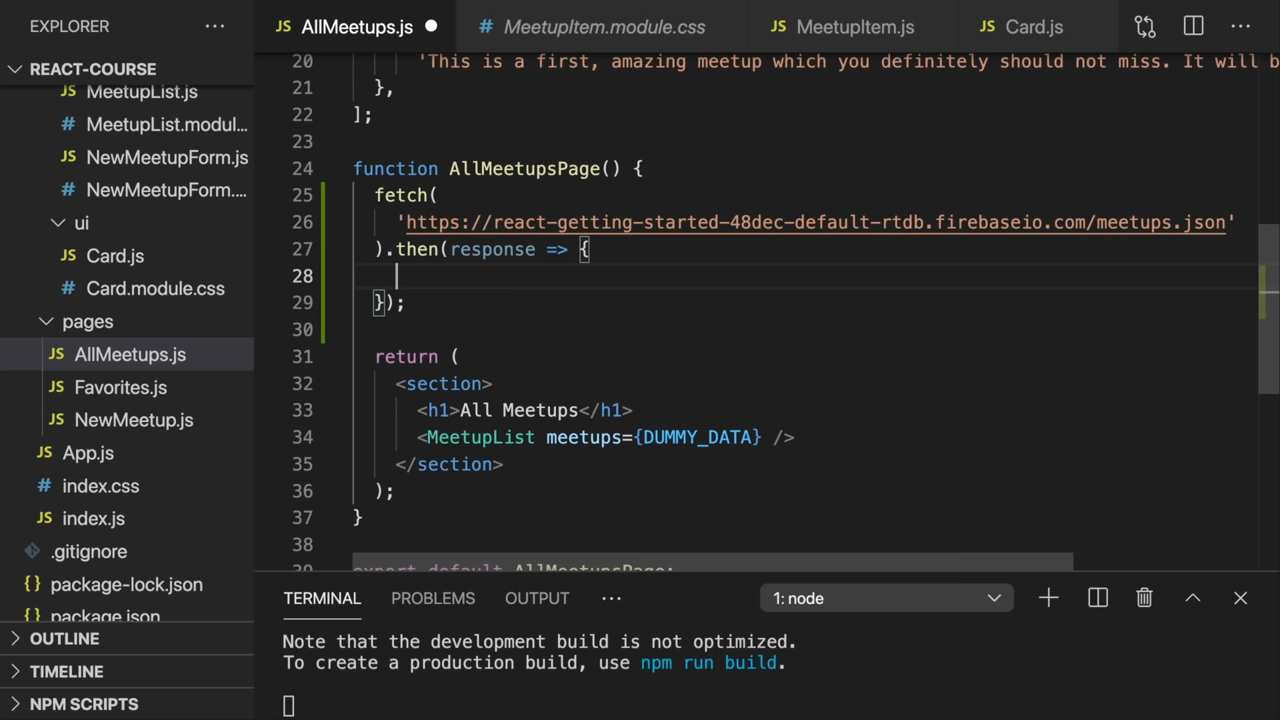 EXPLORER
REACT-COURSE
MeetupList.js
MeetupList.modul...
NewMeetupForm.js
NewMeetupForm....
ui
Card.js
Card.module.css
pages
AllMeetups.js
Favorites.js
NewMeetup.js
App.js
index.css
index.js
.gitignore
package-lock.json
package.json
OUTLINE
TIMELINE
NPM SCRIPTS
AllMeetups.js MeetupItem.module.css MeetupItem.js Card.js
20 'This is a first, amazing meetup which you definitely should not miss. It will b
21 },
22 ];
23
24 function AllMeetupsPage() {
25 fetch(
26 'https://react-getting-started-48dec-default-rtdb.firebaseio.com/meetups.json'
27 ).then(response => {
28
29 });
30
31 return (
32 <section>
33 <h1>All Meetups</h1>
34 <MeetupList meetups={DUMMY_DATA} />
35 </section>
36 );
37 }
38
39 export default AllMeetupsPage;
TERMINAL PROBLEMS OUTPUT ... 1: node
Note that the development build is not optimized.
To create a production build, use npm run build.